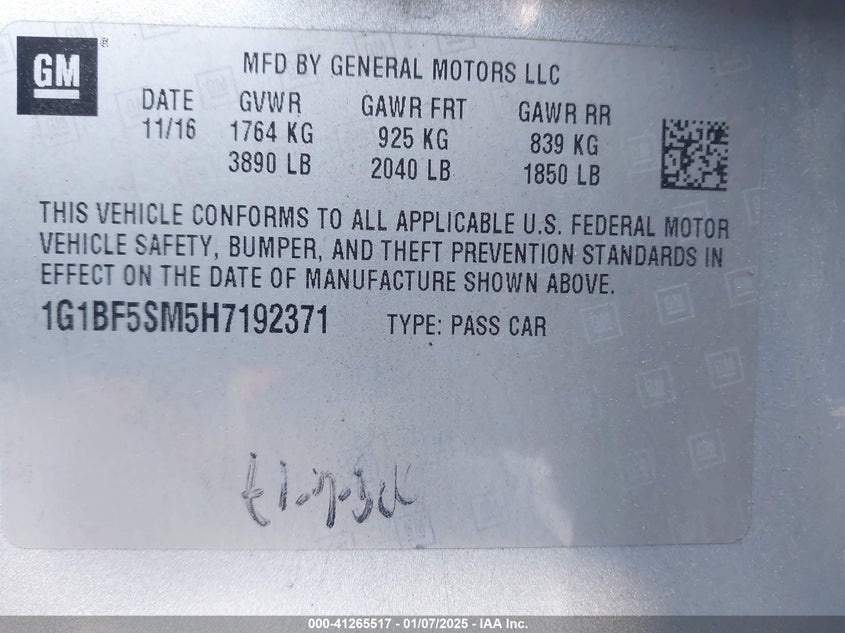 GM ®
MFD BY GENERAL MOTORS LLC
DATE GVWR GAWR FRT GAWR RR
11/16 1764 KG 925 KG 839 KG
3890 LB 2040 LB 1850 LB
THIS VEHICLE CONFORMS TO ALL APPLICABLE U.S. FEDERAL MOTOR
VEHICLE SAFETY, BUMPER, AND THEFT PREVENTION STANDARDS IN
EFFECT ON THE DATE OF MANUFACTURE SHOWN ABOVE.
1G1BF5SM5H7192371 TYPE: PASS CAR
000-41265517 - 01/07/2025 - IAA Inc.